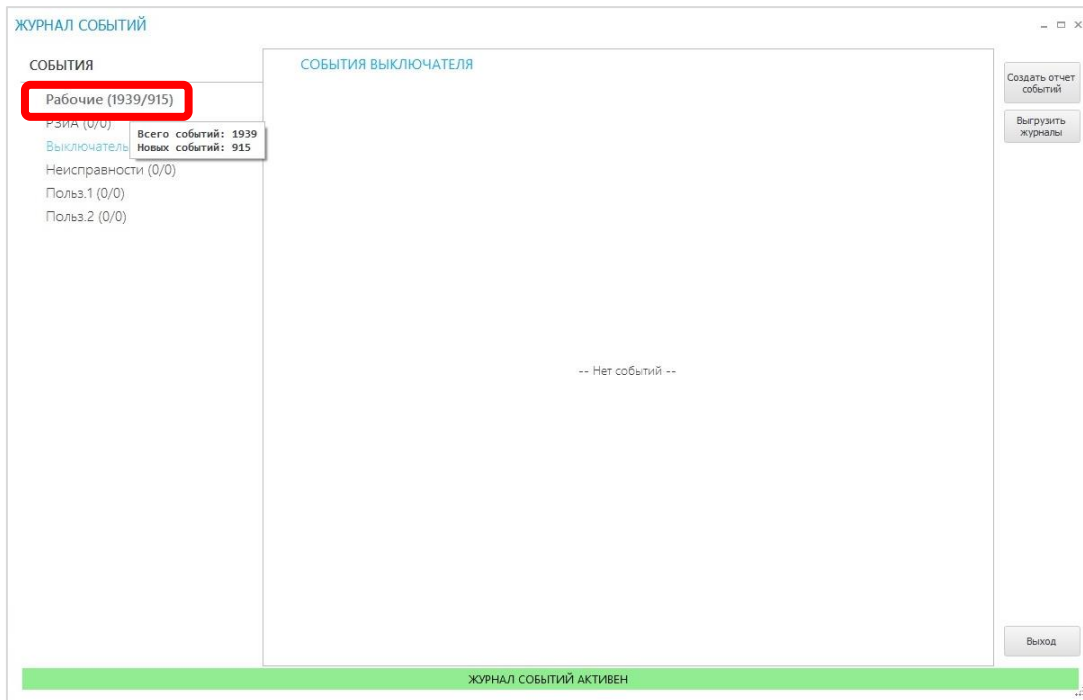 ЖУРНАЛ СОБЫТИЙ
СОБЫТИЯ
Рабочие (1939/915)
РЗиА (0/0)
Выключатель
Неисправности (0/0)
Польз.1 (0/0)
Польз.2 (0/0)
Всего событий: 1939
Новых событий: 915
СОБЫТИЯ ВЫКЛЮЧАТЕЛЯ
-- Нет событий --
Создать отчет
событий
Выгрузить
журналы
Выход
ЖУРНАЛ СОБЫТИЙ АКТИВЕН